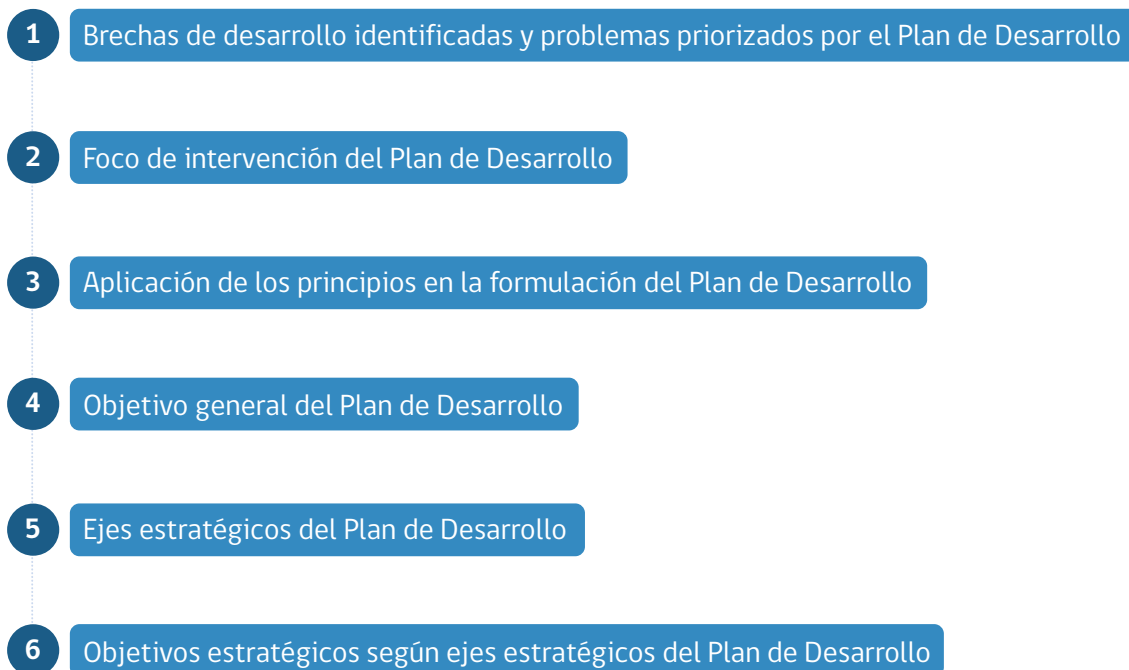 1 Brechas de desarrollo identificadas y problemas priorizados por el Plan de Desarrollo
2 Foco de intervención del Plan de Desarrollo
3 Aplicación de los principios en la formulación del Plan de Desarrollo
4 Objetivo general del Plan de Desarrollo
5 Ejes estratégicos del Plan de Desarrollo
6 Objetivos estratégicos según ejes estratégicos del Plan de Desarrollo